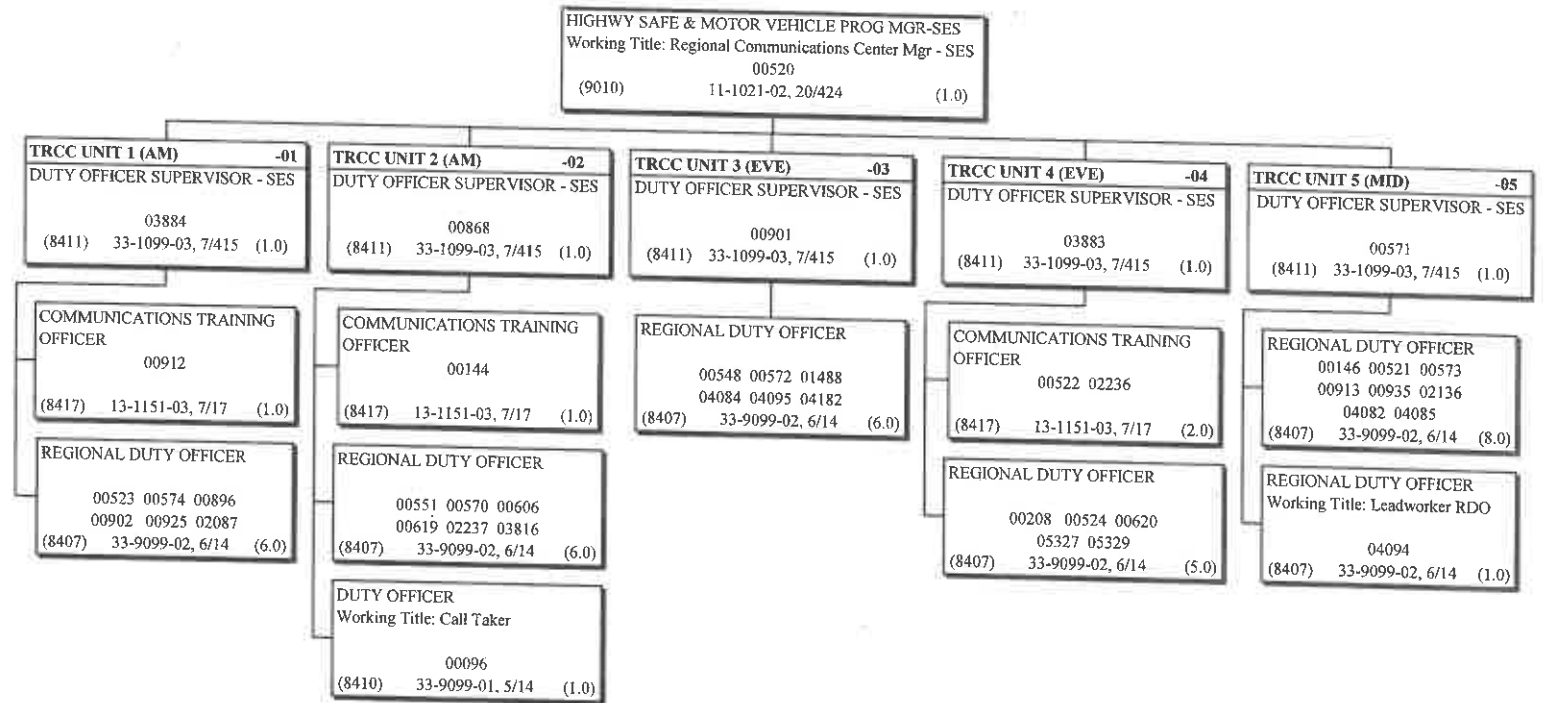 HIGHWY SAFE & MOTOR VEHICLE PROG MGR-SES
Working Title: Regional Communications Center Mgr - SES
00520
(9010) 11-1021-02, 20/424 (1.0)
TRCC UNIT 1 (AM) -01
DUTY OFFICER SUPERVISOR - SES
03884
(8411) 33-1099-03, 7/415 (1.0)
COMMUNICATIONS TRAINING
OFFICER
00912
(8417) 13-1151-03, 7/17 (1.0)
REGIONAL DUTY OFFICER
00523 00574 00896
00902 00925 02087
(8407) 33-9099-02, 6/14 (6.0)
TRCC UNIT 2 (AM) -02
DUTY OFFICER SUPERVISOR - SES
00868
(8411) 33-1099-03, 7/415 (1.0)
COMMUNICATIONS TRAINING
OFFICER
00144
(8417) 13-1151-03, 7/17 (1.0)
REGIONAL DUTY OFFICER
00551 00570 00606
00619 02237 03816
(8407) 33-9099-02, 6/14 (6.0)
DUTY OFFICER
Working Title: Call Taker
00096
(8410) 33-9099-01, 5/14 (1.0)
TRCC UNIT 3 (EVE) -03
DUTY OFFICER SUPERVISOR - SES
00901
(8411) 33-1099-03, 7/415 (1.0)
REGIONAL DUTY OFFICER
00548 00572 01488
04084 04095 04182
(8407) 33-9099-02, 6/14 (6.0)
TRCC UNIT 4 (EVE) -04
DUTY OFFICER SUPERVISOR - SES
03883
(8411) 33-1099-03, 7/415 (1.0)
COMMUNICATIONS TRAINING
OFFICER
00522 02236
(8417) 13-1151-03, 7/17 (2.0)
REGIONAL DUTY OFFICER
00208 00524 00620
05327 05329
(8407) 33-9099-02, 6/14 (5.0)
TRCC UNIT 5 (MID) -05
DUTY OFFICER SUPERVISOR - SES
00571
(8411) 33-1099-03, 7/415 (1.0)
REGIONAL DUTY OFFICER
00146 00521 00573
00913 00935 02136
04082 04085
(8407) 33-9099-02, 6/14 (8.0)
REGIONAL DUTY OFFICER
Working Title: Leadworker RDO
04094
(8407) 33-9099-02, 6/14 (1.0)